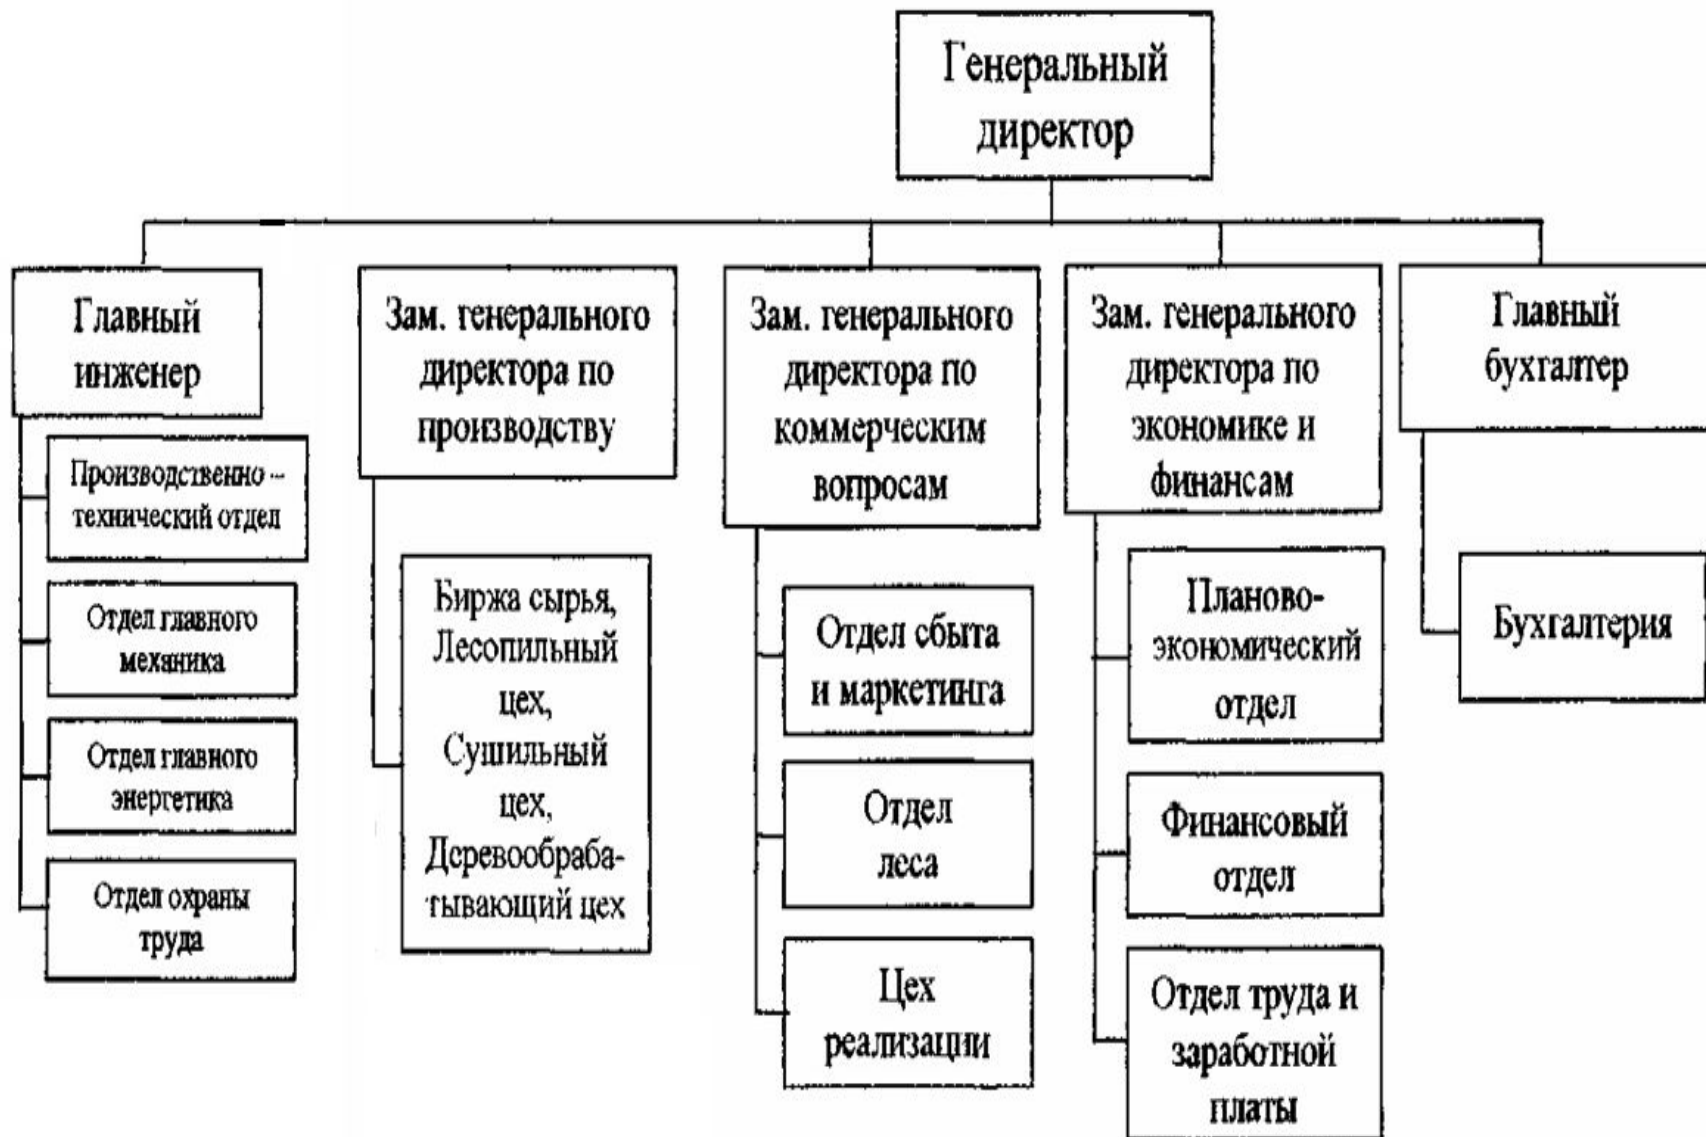 Генеральный
директор
Главный
инженер
Производственно –
технический отдел
Отдел главного
механика
Отдел главного
энергетика
Отдел охраны
труда
Зам. генерального
директора по
производству
Биржа сырья,
Лесопильный
цех,
Сушильный
цех,
Деревообраба-
тывающий цех
Зам. генерального
директора по
коммерческим
вопросам
Отдел сбыта
и маркетинга
Отдел
леса
Цех
реализации
Зам. генерального
директора по
экономике и
финансам
Планово-
экономический
отдел
Финансовый
отдел
Отдел труда и
заработной
платы
Главный
бухгалтер
Бухгалтерия